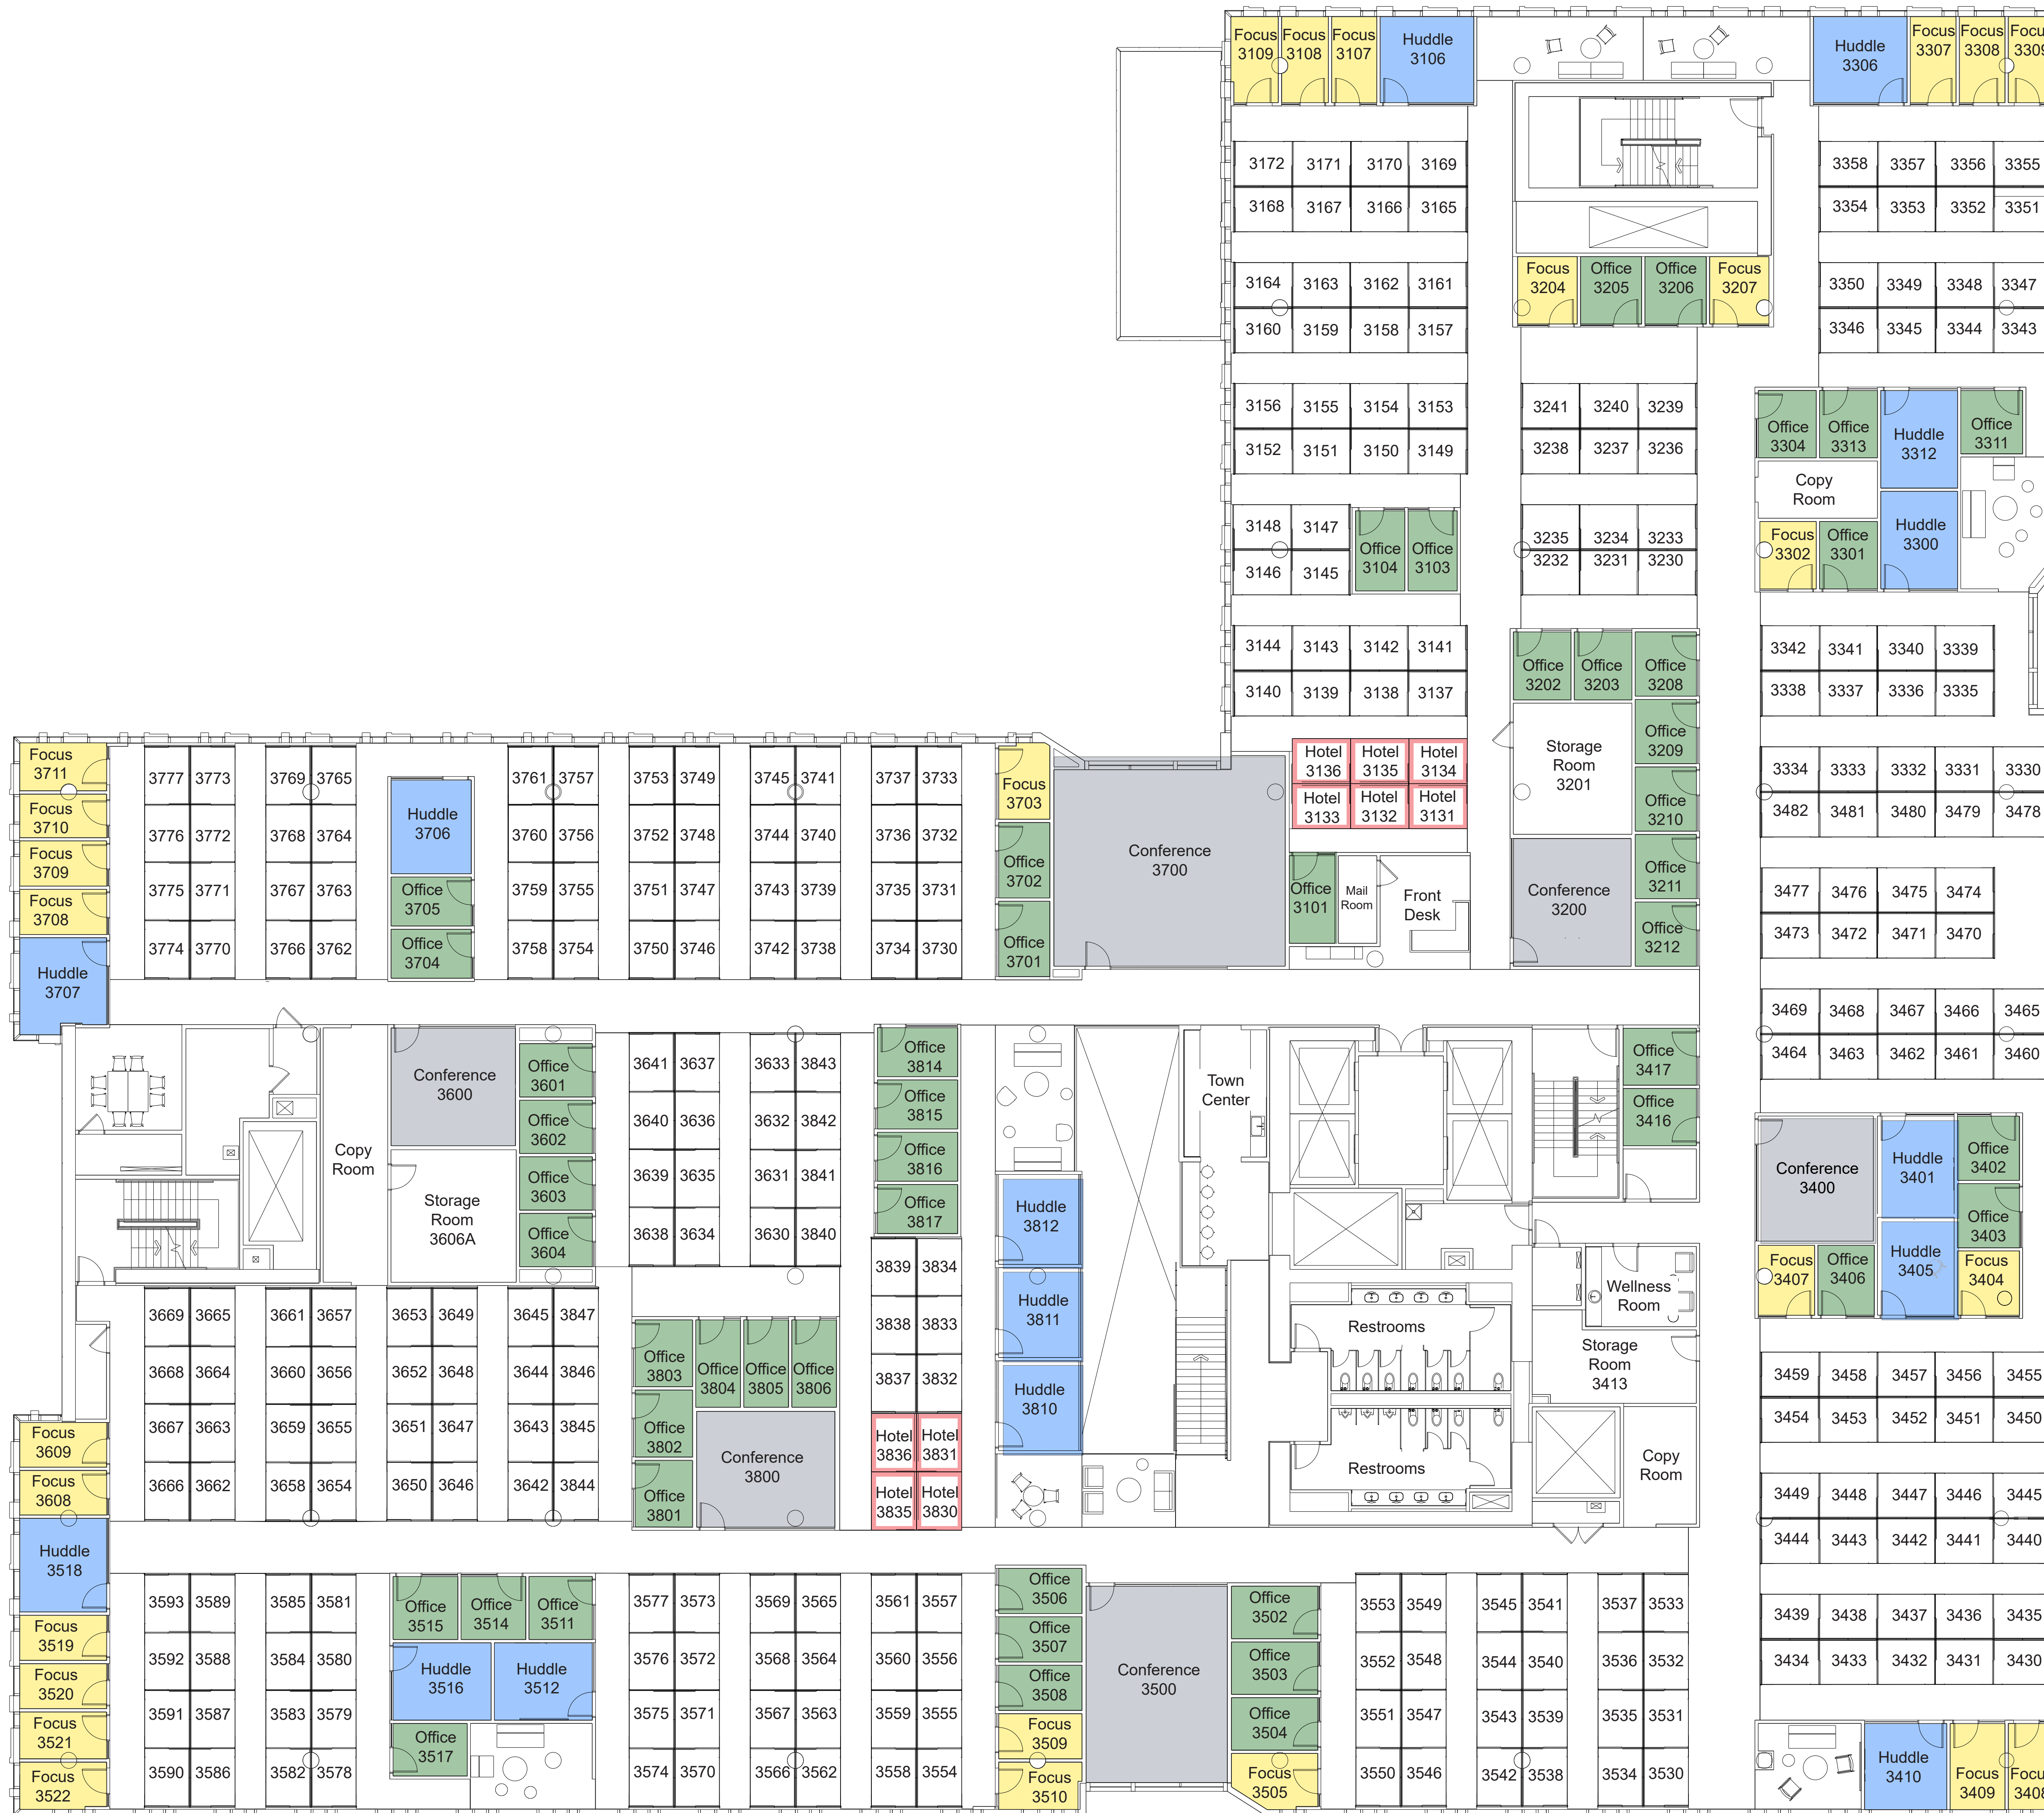 Focus
3109
Focus
3108
Focus
3107
Huddle
3106
Huddle
3306
Focus
3307
Focus
3308
3172 3171 3170 3169
3168 3167 3166 3165
3358 3357 3356 3355
3354 3353 3352 3351
Focus
3204
Office
3205
Office
3206
Focus
3207
3164 3163 3162 3161
3160 3159 3158 3157
3350 3349 3348 3347
3346 3345 3344 3343
3156 3155 3154 3153
3152 3151 3150 3149
3241 3240 3239
3238 3237 3236
Office
3304
Office
3313
Huddle
3312
Office
3311
Copy
Room
Focus
3302
Office
3301
Huddle
3300
3148 3147
3146 3145
Office
3104
Office
3103
3235 3234 3233
3232 3231 3230
3144 3143 3142 3141
3140 3139 3138 3137
Office
3202
Office
3203
Office
3208
Office
3209
Office
3210
Office
3211
Office
3212
Storage
Room
3201
Conference
3200
3342 3341 3340 3339
3338 3337 3336 3335
3334 3333 3332 3331 3330
3482 3481 3480 3479 3478
3477 3476 3475 3474
3473 3472 3471 3470
3469 3468 3467 3466 3465
3464 3463 3462 3461 3460
Hotel
3136
Hotel
3135
Hotel
3134
Hotel
3133
Hotel
3132
Hotel
3131
Office
3101
Mail
Room
Front
Desk
Focus
3711
Focus
3710
Focus
3709
Focus
3708
Huddle
3707
3777 3773 3769 3765
3776 3772 3768 3764
3775 3771 3767 3763
3774 3770 3766 3762
Huddle
3706
Office
3705
Office
3704
3761 3757 3753 3749 3745 3741 3737 3733
3760 3756 3752 3748 3744 3740 3736 3732
3759 3755 3751 3747 3743 3739 3735 3731
3758 3754 3750 3746 3742 3738 3734 3730
Focus
3703
Office
3702
Office
3701
Conference
3700
Copy
Room
Conference
3600
Storage
Room
3606A
Office
3601
Office
3602
Office
3603
Office
3604
3641 3637 3633 3843
3640 3636 3632 3842
3639 3635 3631 3841
3638 3634 3630 3840
Office
3814
Office
3815
Office
3816
Office
3817
3839 3834
3838 3833
3837 3832
Hotel
3836
Hotel
3831
Hotel
3835
Hotel
3830
Huddle
3812
Huddle
3811
Huddle
3810
Town
Center
Office
3417
Office
3416
Wellness
Room
Restrooms
Storage
Room
3413
Restrooms
Copy
Room
Conference
3400
Huddle
3401
Office
3402
Office
3403
Focus
3407
Office
3406
Huddle
3405
Focus
3404
3669 3665 3661 3657 3653 3649 3645 3847
3668 3664 3660 3656 3652 3648 3644 3846
3667 3663 3659 3655 3651 3647 3643 3845
3666 3662 3658 3654 3650 3646 3642 3844
Office
3803
Office
3804
Office
3805
Office
3806
Office
3802
Office
3801
Conference
3800
3459 3458 3457 3456 3455
3454 3453 3452 3451 3450
3449 3448 3447 3446 3445
3444 3443 3442 3441 3440
3439 3438 3437 3436 3435
3434 3433 3432 3431 3430
Focus
3609
Focus
3608
Huddle
3518
Focus
3519
Focus
3520
Focus
3521
Focus
3522
3593 3589 3585 3581
3592 3588 3584 3580
3591 3587 3583 3579
3590 3586 3582 3578
Office
3515
Office
3514
Office
3511
Huddle
3516
Huddle
3512
Office
3517
3577 3573 3569 3565 3561 3557
3576 3572 3568 3564 3560 3556
3575 3571 3567 3563 3559 3555
3574 3570 3566 3562 3558 3554
Office
3506
Office
3507
Office
3508
Focus
3509
Focus
3510
Conference
3500
Office
3502
Office
3503
Office
3504
Focus
3505
3553 3549 3545 3541 3537 3533
3552 3548 3544 3540 3536 3532
3551 3547 3543 3539 3535 3531
3550 3546 3542 3538 3534 3530
Huddle
3410
Focus
3409